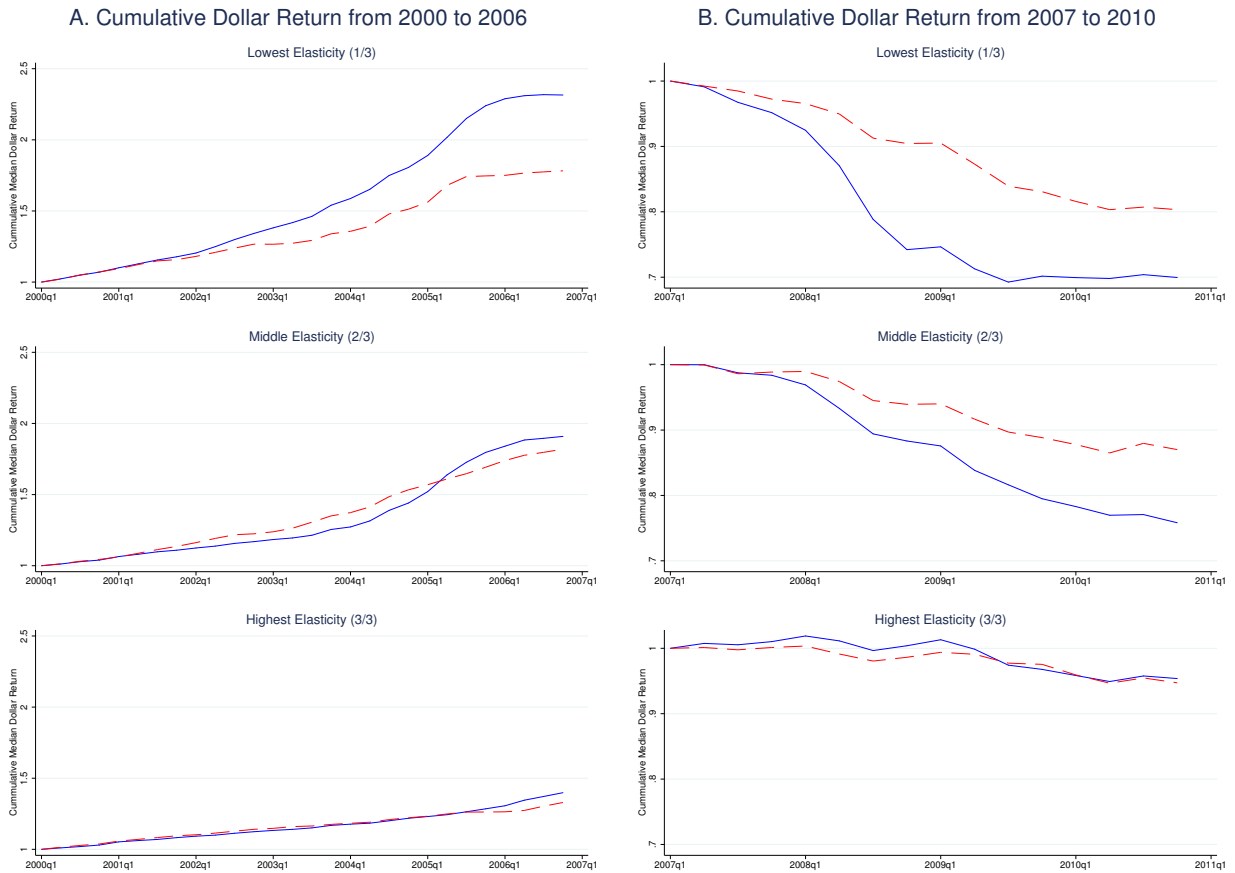 A. Cumulative Dollar Return from 2000 to 2006
Lowest Elasticity (1/3)
Cummulative Median Dollar Return
2.5
2
1.5
1
2000q1 2001q1 2002q1 2003q1 2004q1 2005q1 2006q1 2007q1
Middle Elasticity (2/3)
Cummulative Median Dollar Return
2.5
2
1.5
1
2000q1 2001q1 2002q1 2003q1 2004q1 2005q1 2006q1 2007q1
Highest Elasticity (3/3)
Cummulative Median Dollar Return
2.5
2
1.5
1
2000q1 2001q1 2002q1 2003q1 2004q1 2005q1 2006q1 2007q1
B. Cumulative Dollar Return from 2007 to 2010
Lowest Elasticity (1/3)
Cummulative Median Dollar Return
1
.9
.8
.7
2007q1 2008q1 2009q1 2010q1 2011q1
Middle Elasticity (2/3)
Cummulative Median Dollar Return
1
.9
.8
.7
2007q1 2008q1 2009q1 2010q1 2011q1
Highest Elasticity (3/3)
Cummulative Median Dollar Return
1
.9
.8
.7
2007q1 2008q1 2009q1 2010q1 2011q1